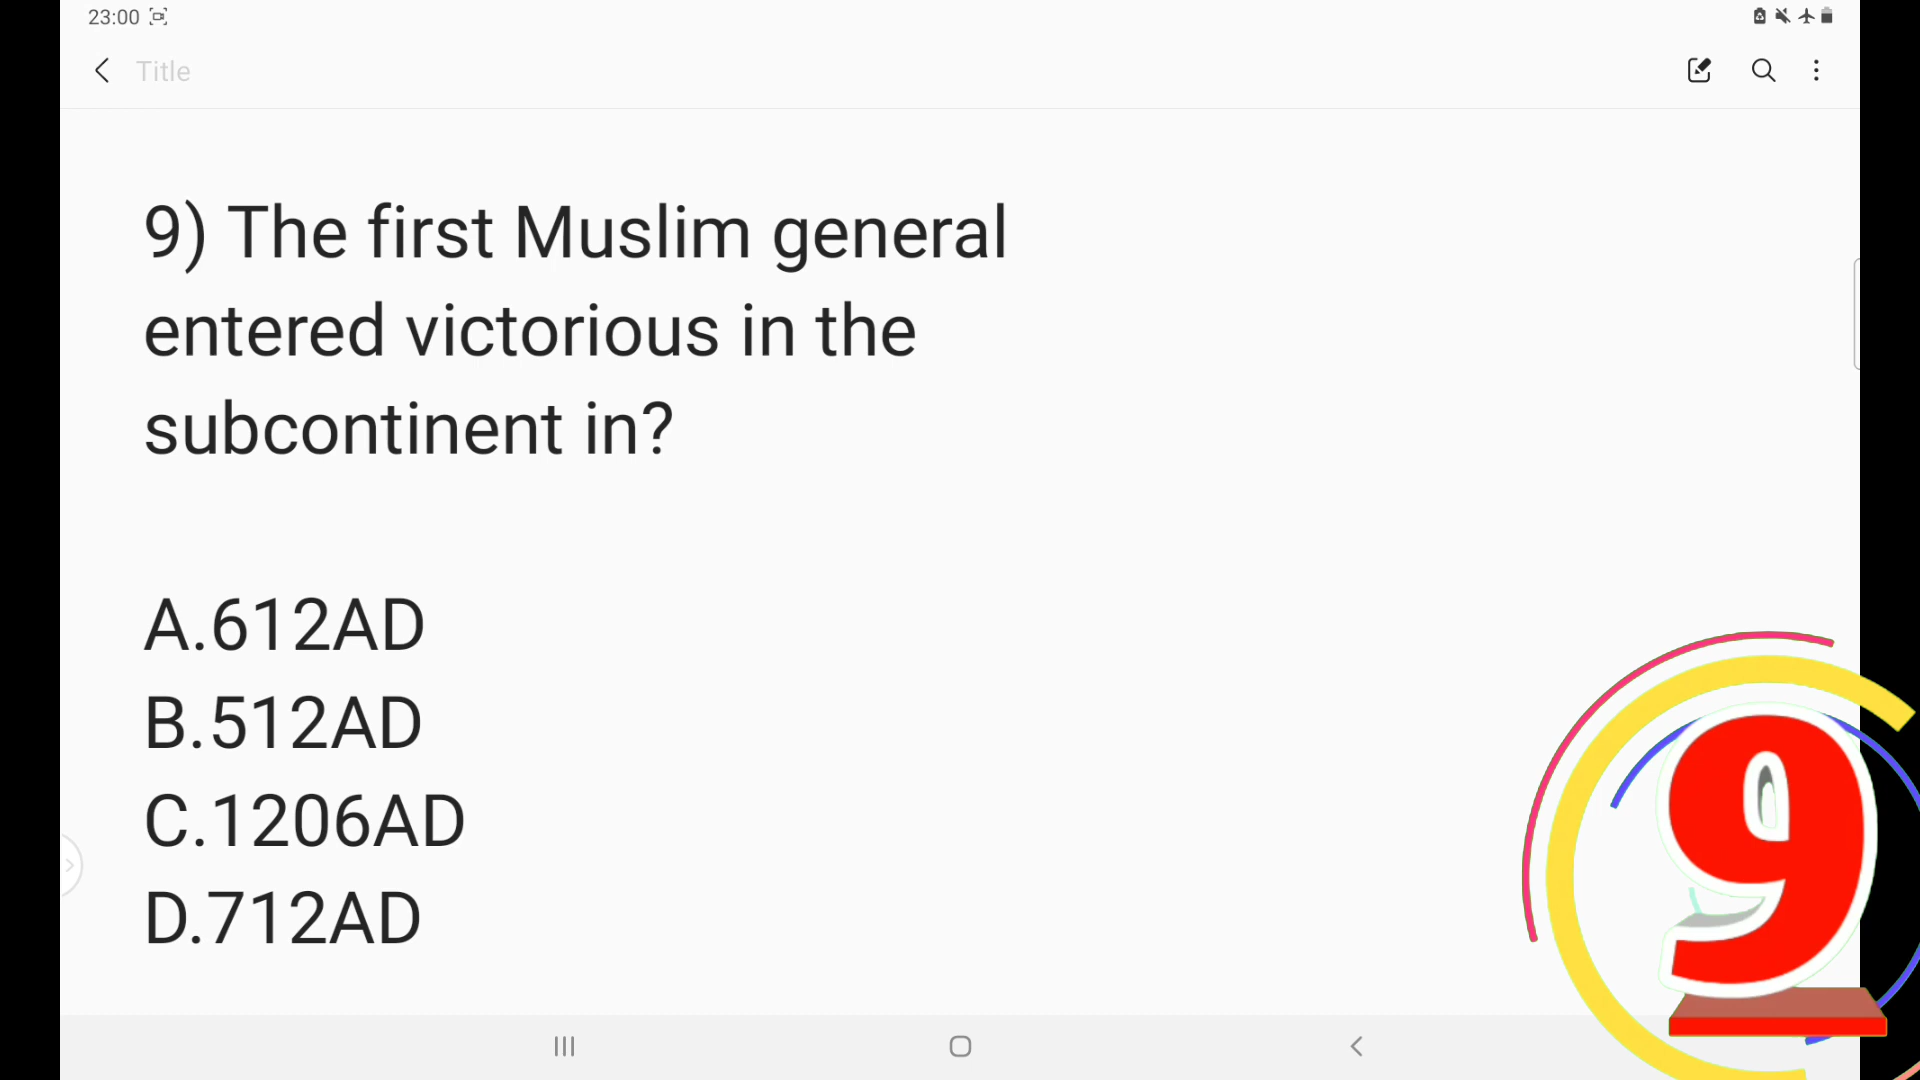 23:00
Title
9) The first Muslim general
entered victorious in the
subcontinent in?
A.612AD
B.512AD
C.1206AD
D.712AD
9